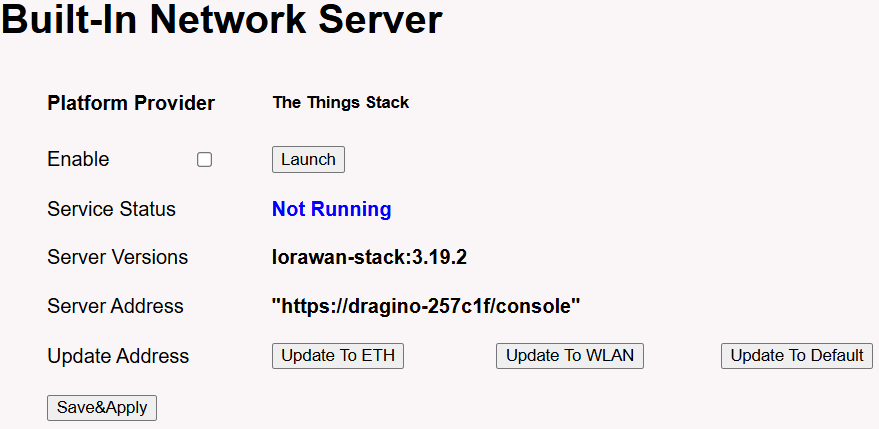 Built-In Network Server
Platform Provider The Things Stack
Enable Launch
Service Status Not Running
Server Versions lorawan-stack:3.19.2
Server Address "https://dragino-257c1f/console"
Update Address Update To ETH Update To WLAN Update To Default
Save&Apply